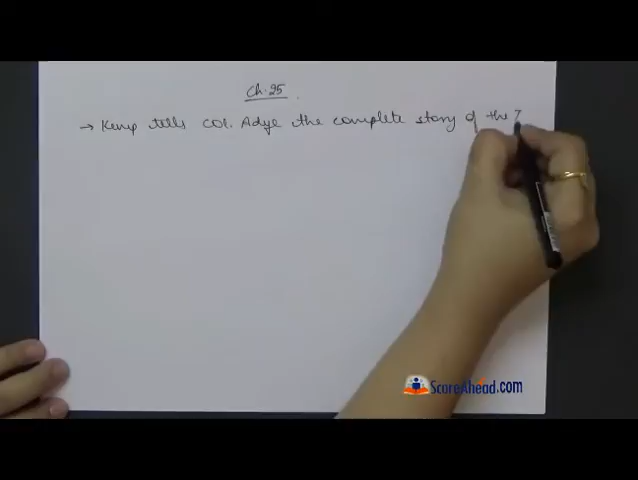 Ch. 25
→ Kemp tells Col. Adye the complete story of the
ScoreAhead.com